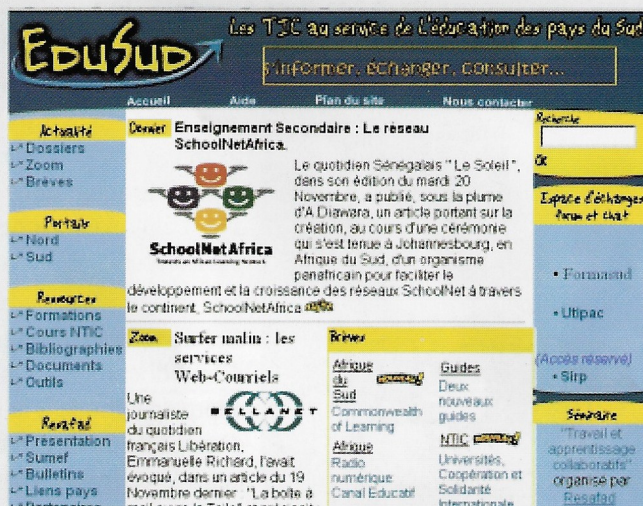 EDUSUD
Les TIC au service de l'éducation des pays du Sud
S'informer, échanger, consulter...
Accueil Aide Plan du site Nous contacter
Actualité
Dossiers
Zoom
Brèves
Portails
Nord
Sud
Ressources
Formations
Cours NTIC
Bibliographies
Documents
Outils
Resafad
Presentation
Sumef
Bulletins
Liens pays
Partenaires
Dossier Enseignement Secondaire : Le réseau
SchoolNetAfrica.
SchoolNetAfrica
Le quotidien Sénégalais " Le Soleil ",
dans son édition du mardi 20
Novembre, a publié, sous la plume
d'A.Diawara, un article portant sur la
création, au cours d'une cérémonie
qui s'est tenue à Johannesbourg, en
Afrique du Sud, d'un organisme
panafricain pour faciliter le
développement et la croissance des réseaux SchoolNet à travers
le continent, SchoolNetAfrica
Zoom Surfer malin : les
services
Web-Courriels
BELLANET
Une
journaliste
du quotidien
français Libération,
Emmanuelle Richard, l'avait
évoqué, dans un article du 19
Novembre dernier. "La boîte à
Brèves
Afrique
du
Sud
Commonwealth
of Learning
Afrique
Radio
numérique
Canal Educatif
Guides
Deux
nouveaux
guides
NTIC
Universités,
Coopération et
Solidarité
Internationale
Recherche
OK
Espace d'échanges
forum et chat
• Formasud
• Utipac
(Accès réservé)
• Sirp
Séminaire
"Travail et
apprentissage
collaboratifs"
organisé par
Resafad